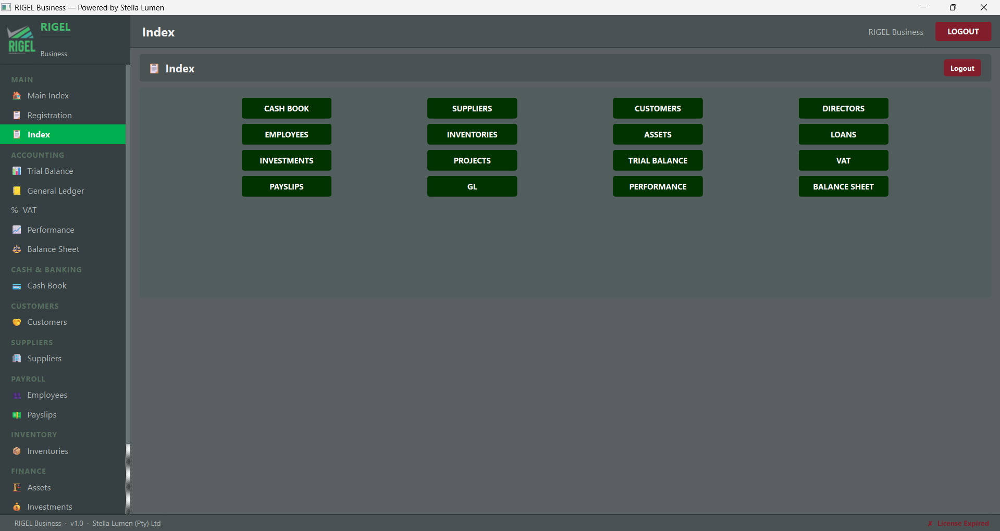 RIGEL Business — Powered by Stella Lumen
RIGEL
RIGEL
Business
Index
RIGEL Business
LOGOUT
MAIN
Main Index
Registration
Index
ACCOUNTING
Trial Balance
General Ledger
% VAT
Performance
Balance Sheet
CASH & BANKING
Cash Book
CUSTOMERS
Customers
SUPPLIERS
Suppliers
PAYROLL
Employees
Payslips
INVENTORY
Inventories
FINANCE
Assets
Investments
Index
Logout
CASH BOOK SUPPLIERS CUSTOMERS DIRECTORS
EMPLOYEES INVENTORIES ASSETS LOANS
INVESTMENTS PROJECTS TRIAL BALANCE VAT
PAYSLIPS GL PERFORMANCE BALANCE SHEET
RIGEL Business · v1.0 · Stella Lumen (Pty) Ltd
✗ License Expired